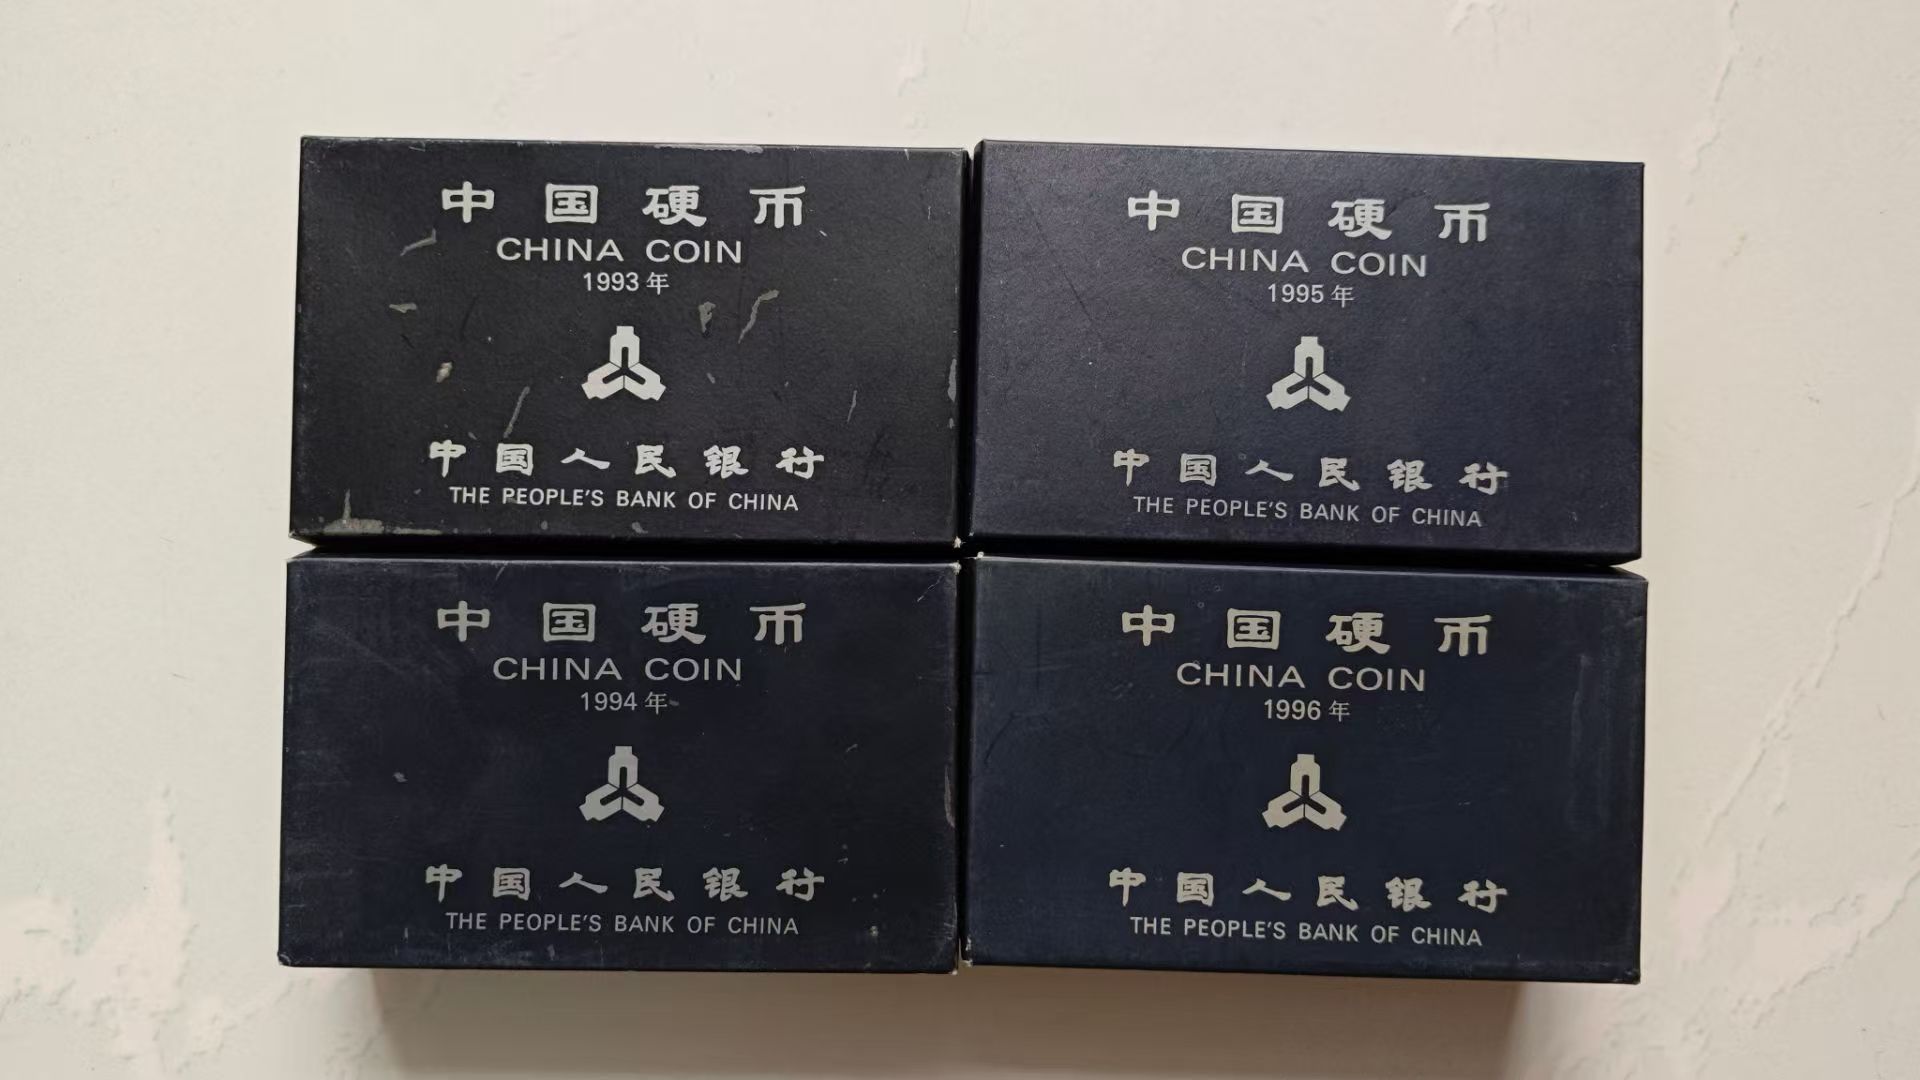 中国硬币
CHINA COIN
1993年
中国人民银行
THE PEOPLE'S BANK OF CHINA
中国硬币
CHINA COIN
1995年
中国人民银行
THE PEOPLE'S BANK OF CHINA
中国硬币
CHINA COIN
1994年
中国人民银行
THE PEOPLE'S BANK OF CHINA
中国硬币
CHINA COIN
1996年
中国人民银行
THE PEOPLE'S BANK OF CHINA